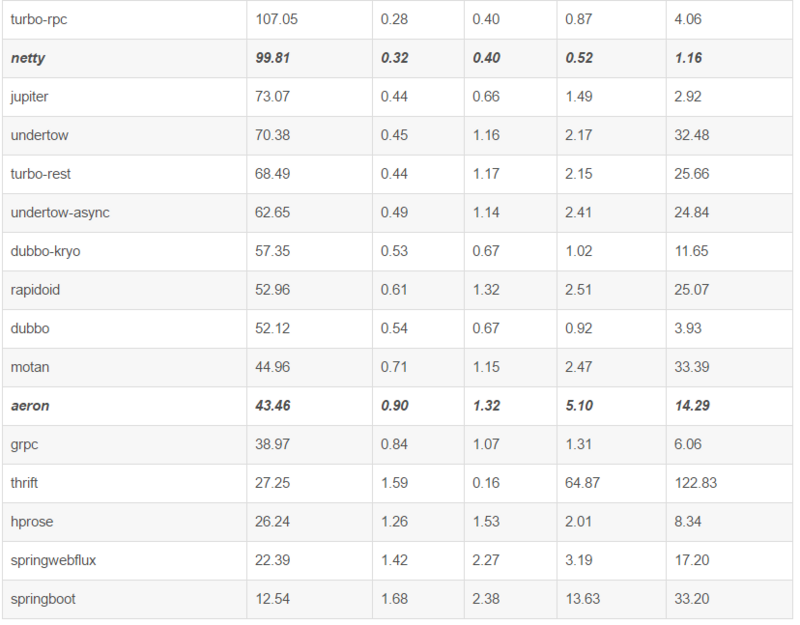 turbo-rpc 107.05 0.28 0.40 0.87 4.06
netty 99.81 0.32 0.40 0.52 1.16
jupiter 73.07 0.44 0.66 1.49 2.92
undertow 70.38 0.45 1.16 2.17 32.48
turbo-rest 68.49 0.44 1.17 2.15 25.66
undertow-async 62.65 0.49 1.14 2.41 24.84
dubbo-kryo 57.35 0.53 0.67 1.02 11.65
rapidoid 52.96 0.61 1.32 2.51 25.07
dubbo 52.12 0.54 0.67 0.92 3.93
motan 44.96 0.71 1.15 2.47 33.39
aeron 43.46 0.90 1.32 5.10 14.29
grpc 38.97 0.84 1.07 1.31 6.06
thrift 27.25 1.59 0.16 64.87 122.83
hprose 26.24 1.26 1.53 2.01 8.34
springwebflux 22.39 1.42 2.27 3.19 17.20
springboot 12.54 1.68 2.38 13.63 33.20